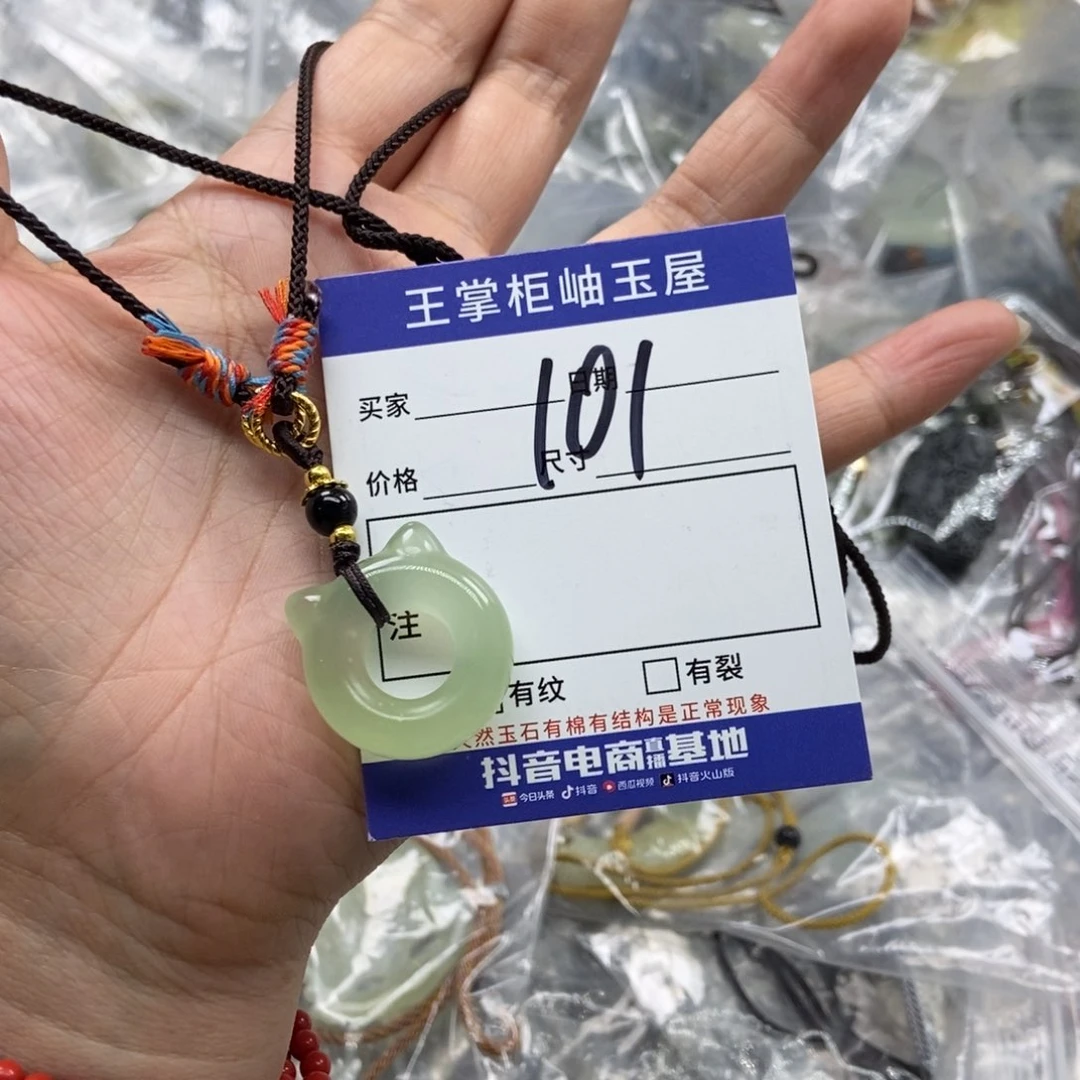 王掌柜岫玉屋
买家 日期
101
价格 尺寸
注
有纹 有裂
然玉石有棉有结构是正常现象
抖音电商直播基地
头条 今日头条 抖音 西瓜视频 抖音火山版